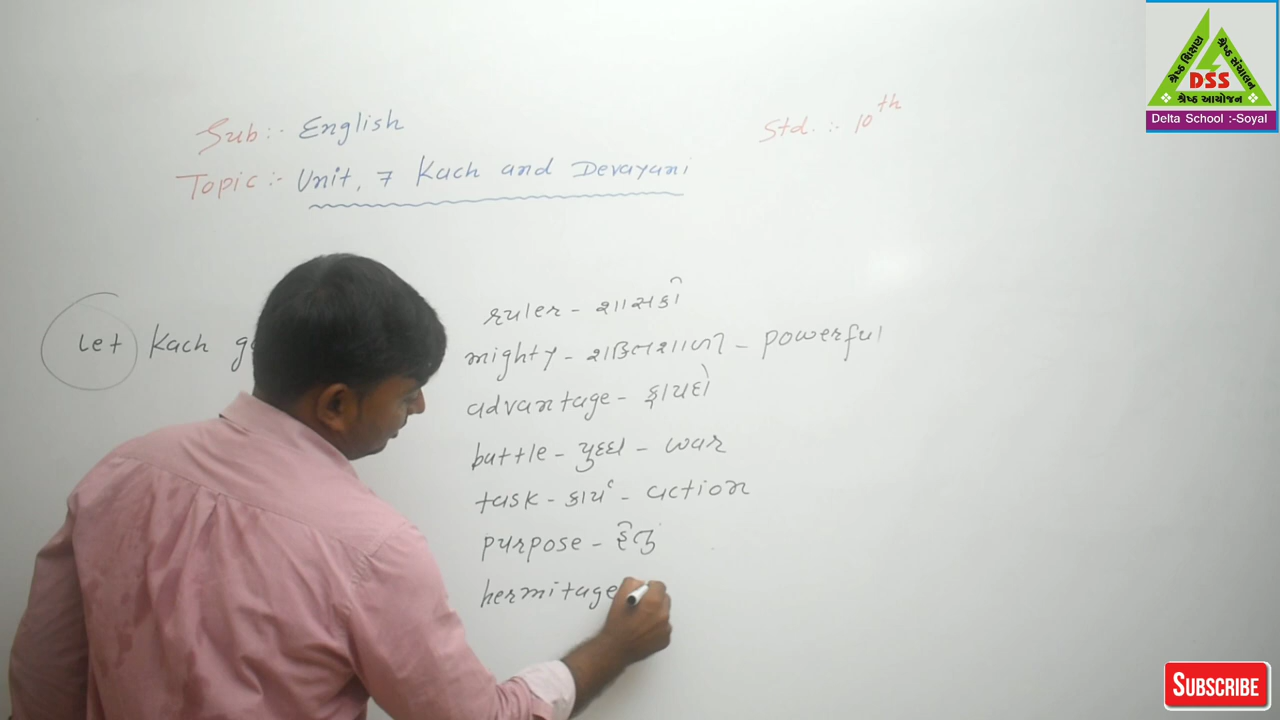 Sub:- English
Std. :- 10th
Topic:- Unit, 7 Kach and Devayani
Let Kach
ruler - શાસકો
mighty - શક્તિશાળી - powerful
advantage - ફાયદો
battle - યુદ્ધ - war
task - કાર્ય - action
purpose - હેતું
hermitage
શ્રેષ્ઠ શિક્ષણ
શ્રેષ્ઠ સંચાલન
DSS
શ્રેષ્ઠ આયોજન
Delta School :-Soyal
SUBSCRIBE